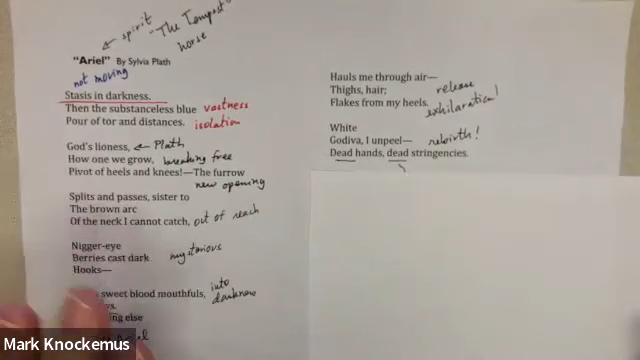 spirit "The Tempest"
horse
"Ariel" By Sylvia Plath
not moving
Stasis in darkness.
Then the substanceless blue vastness
Pour of tor and distances. isolation
God's lioness, ← Plath
How one we grow, breaking free
Pivot of heels and knees!—The furrow
new opening
Splits and passes, sister to
The brown arc
Of the neck I cannot catch, out of reach
Nigger-eye
Berries cast dark mysterious
Hooks—
sweet blood mouthfuls, into
darkness
else
Hauls me through air—
Thighs, hair; release
Flakes from my heels. exhilaration!
White
Godiva, I unpeel— rebirth!
Dead hands, dead stringencies.
Mark Knockemus